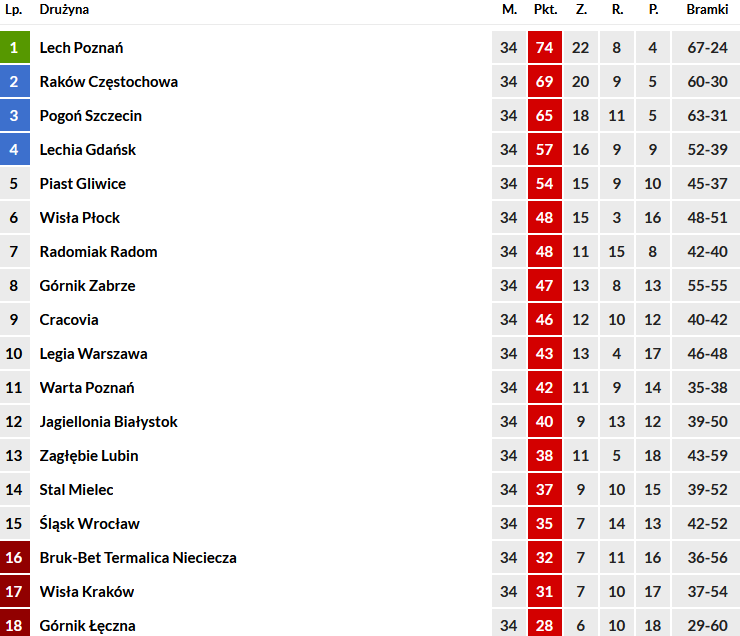 Lp. Drużyna M. Pkt. Z. R. P. Bramki
1 Lech Poznań 34 74 22 8 4 67-24
2 Raków Częstochowa 34 69 20 9 5 60-30
3 Pogoń Szczecin 34 65 18 11 5 63-31
4 Lechia Gdańsk 34 57 16 9 9 52-39
5 Piast Gliwice 34 54 15 9 10 45-37
6 Wisła Płock 34 48 15 3 16 48-51
7 Radomiak Radom 34 48 11 15 8 42-40
8 Górnik Zabrze 34 47 13 8 13 55-55
9 Cracovia 34 46 12 10 12 40-42
10 Legia Warszawa 34 43 13 4 17 46-48
11 Warta Poznań 34 42 11 9 14 35-38
12 Jagiellonia Białystok 34 40 9 13 12 39-50
13 Zagłębie Lubin 34 38 11 5 18 43-59
14 Stal Mielec 34 37 9 10 15 39-52
15 Śląsk Wrocław 34 35 7 14 13 42-52
16 Bruk-Bet Termalica Nieciecza 34 32 7 11 16 36-56
17 Wisła Kraków 34 31 7 10 17 37-54
18 Górnik Łęczna 34 28 6 10 18 29-60